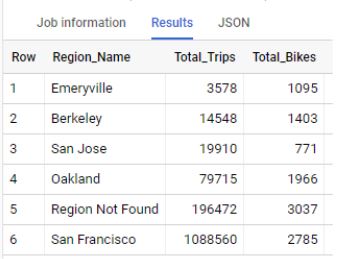 Job information Results JSON
Row Region_Name Total_Trips Total_Bikes
1 Emeryville 3578 1095
2 Berkeley 14548 1403
3 San Jose 19910 771
4 Oakland 79715 1966
5 Region Not Found 196472 3037
6 San Francisco 1088560 2785